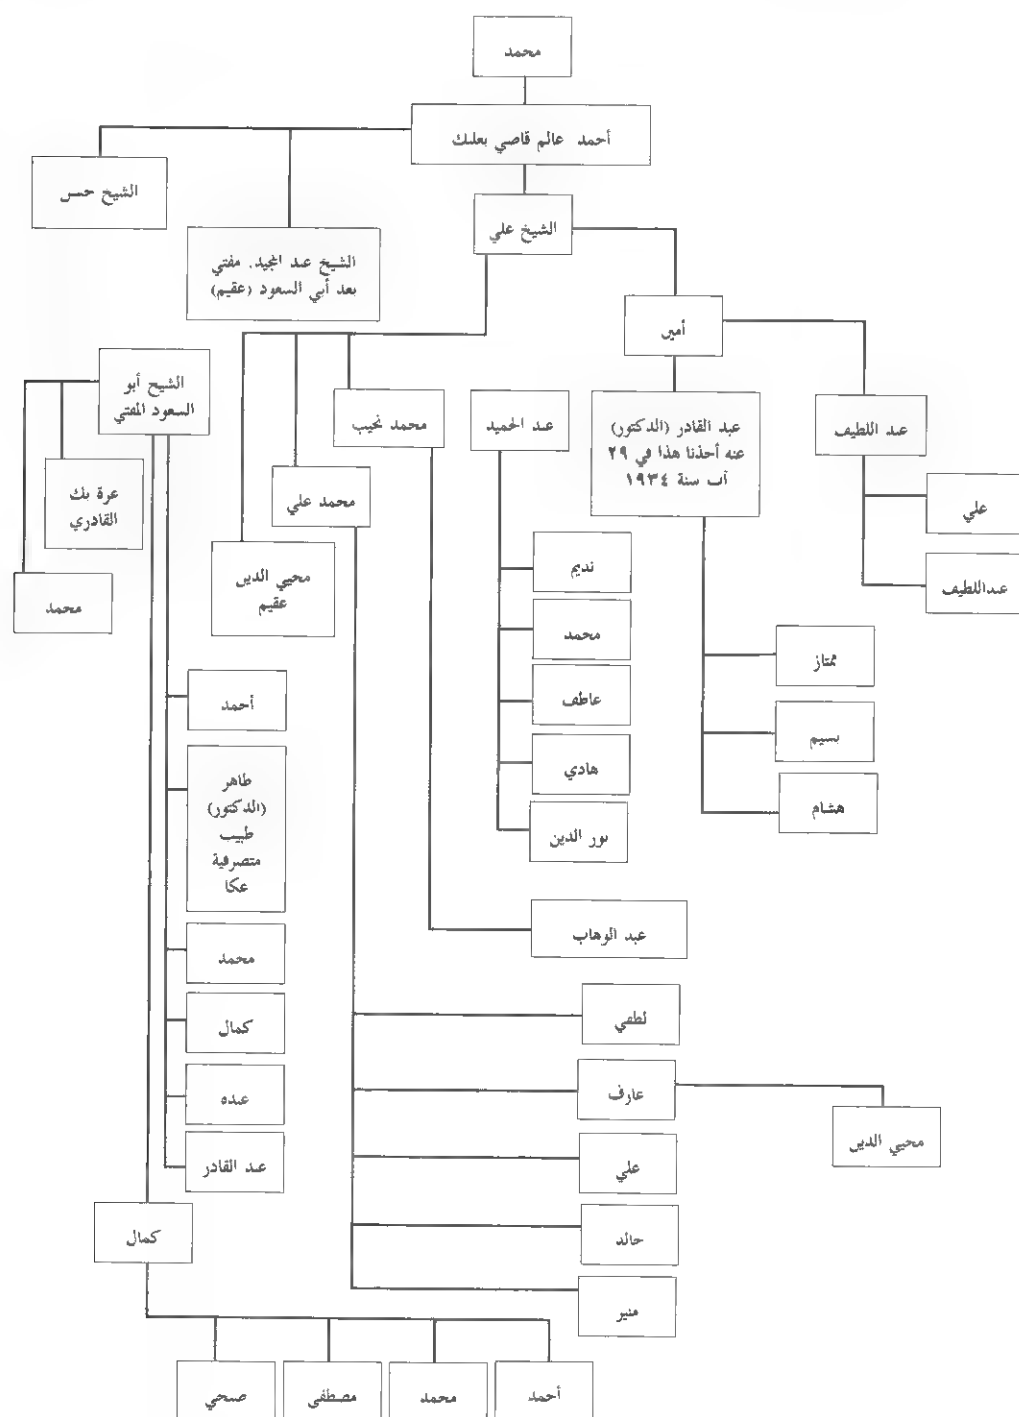 محمد
أحمد عالم قاضي بعلبك
الشيخ حسن
الشيخ عبد المجيد. مفتي
بعد أبي السعود (عقيم)
الشيخ علي
أمين
الشيخ أبو
السعود المفتي
محمد نجيب
عبد الحميد
عبد القادر (الدكتور)
عنه أخذنا هذا في ٢٩
آب سنة ١٩٣٤
عبد اللطيف
عزة بك
القادري
محمد علي
علي
محمد
محيي الدين
عقيم
نديم
عبداللطيف
محمد
ممتاز
أحمد
عاطف
بسيم
طاهر
(الدكتور)
طبيب
متصرفية
عكا
هادي
هشام
نور الدين
محمد
عبد الوهاب
كمال
لطفي
عبده
عارف
محيي الدين
عبد القادر
علي
كمال
خالد
منير
أحمد
محمد
مصطفى
صبحي